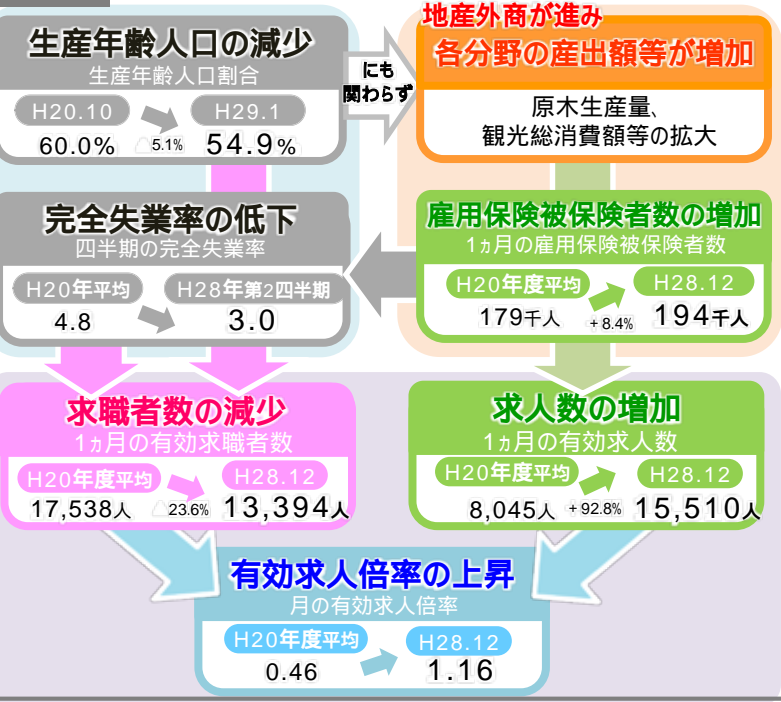 生産年齢人口の減少
生産年齢人口割合
H20.10
H29.1
60.0%
△5.1%
54.9%
にも
関わらず
地産外商が進み
各分野の産出額等が増加
原木生産量、
観光総消費額等の拡大
完全失業率の低下
四半期の完全失業率
H20年平均
H28年第2四半期
4.8
3.0
雇用保険被保険者数の増加
1ヵ月の雇用保険被保険者数
H20年度平均
H28.12
179千人
+8.4%
194千人
求職者数の減少
1ヵ月の有効求職者数
H20年度平均
H28.12
17,538人
△23.6%
13,394人
求人数の増加
1ヵ月の有効求人数
H20年度平均
H28.12
8,045人
+92.8%
15,510人
有効求人倍率の上昇
月の有効求人倍率
H20年度平均
H28.12
0.46
1.16